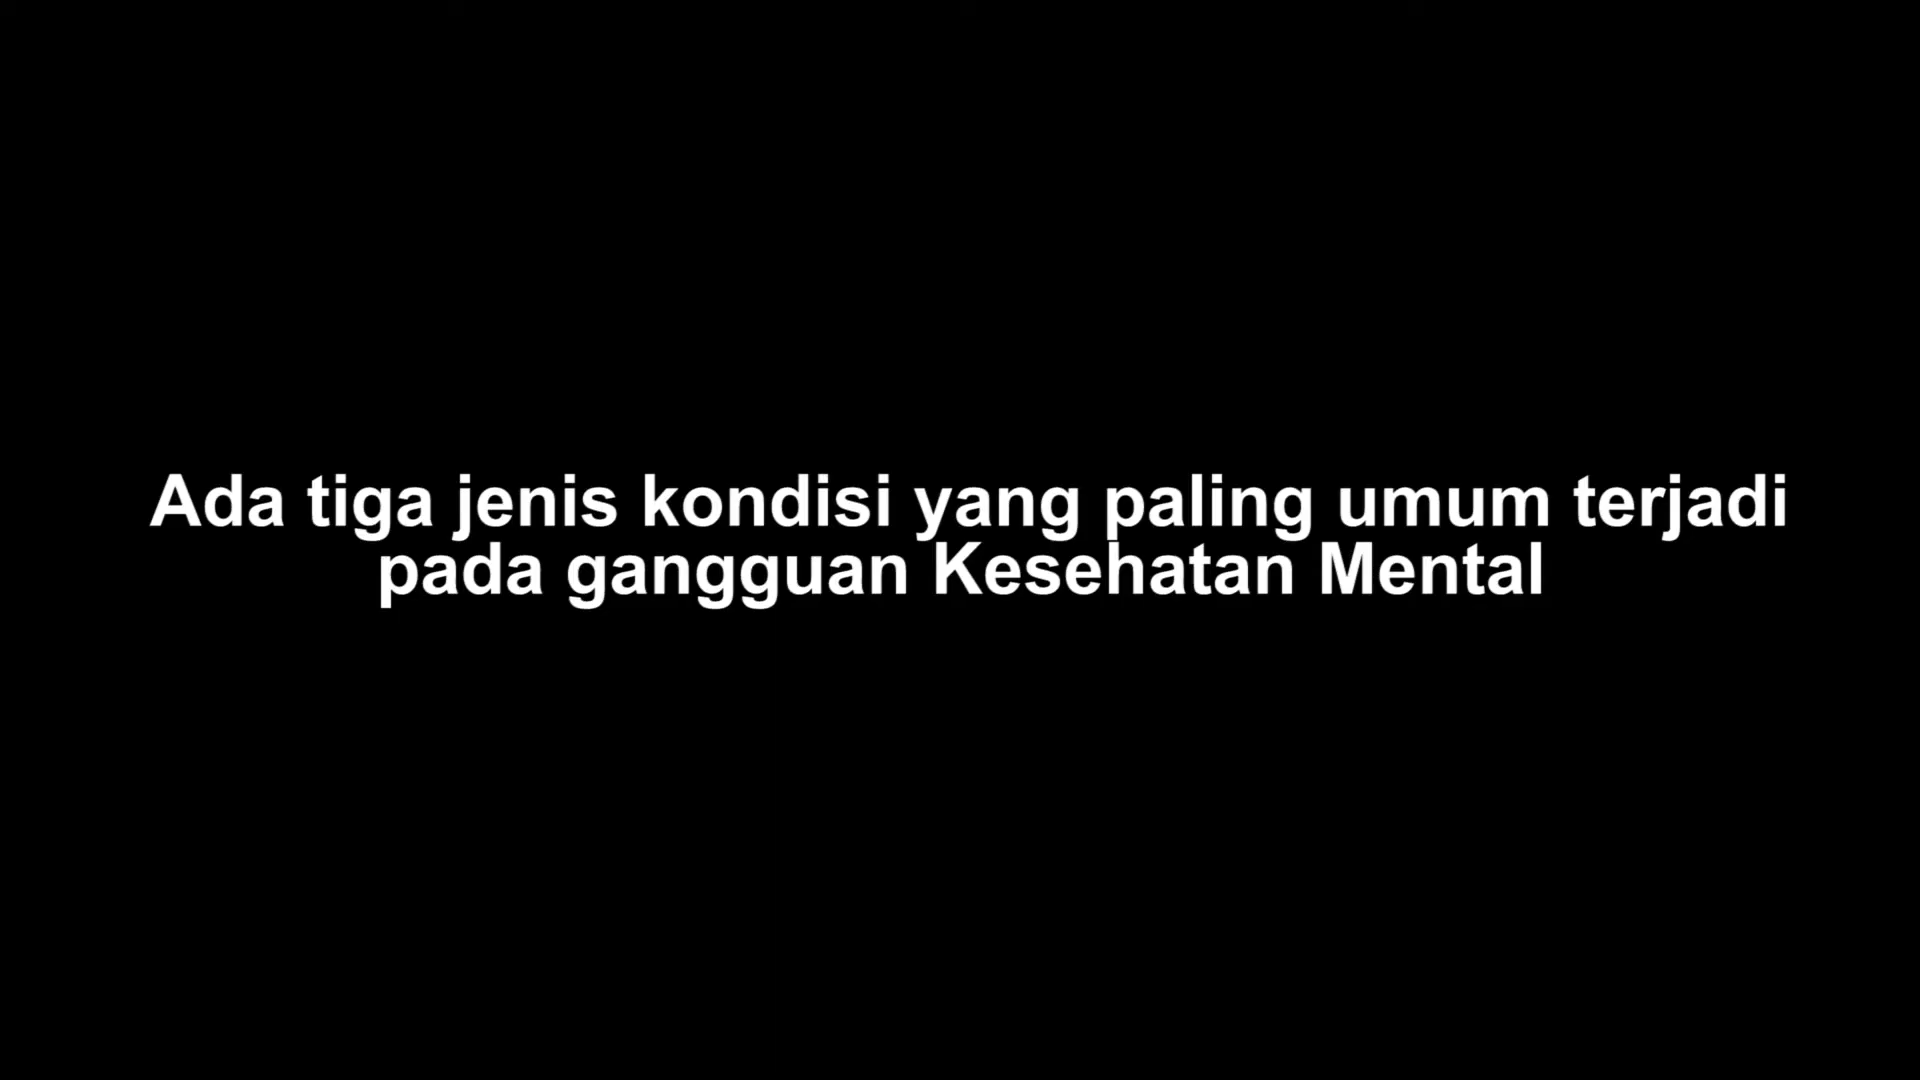 Ada tiga jenis kondisi yang paling umum terjadi
pada gangguan Kesehatan Mental